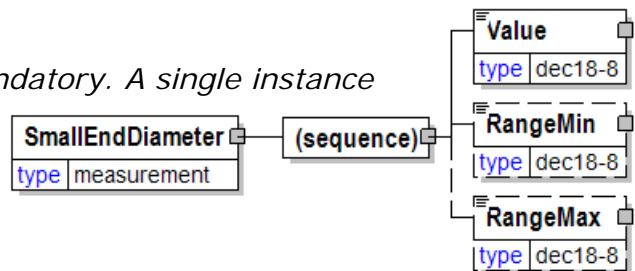 Value
type dec18-8
ndatory. A single instance
RangeMin
SmallEndDiameter (sequence)
type dec18-8
type measurement
RangeMax
type dec18-8